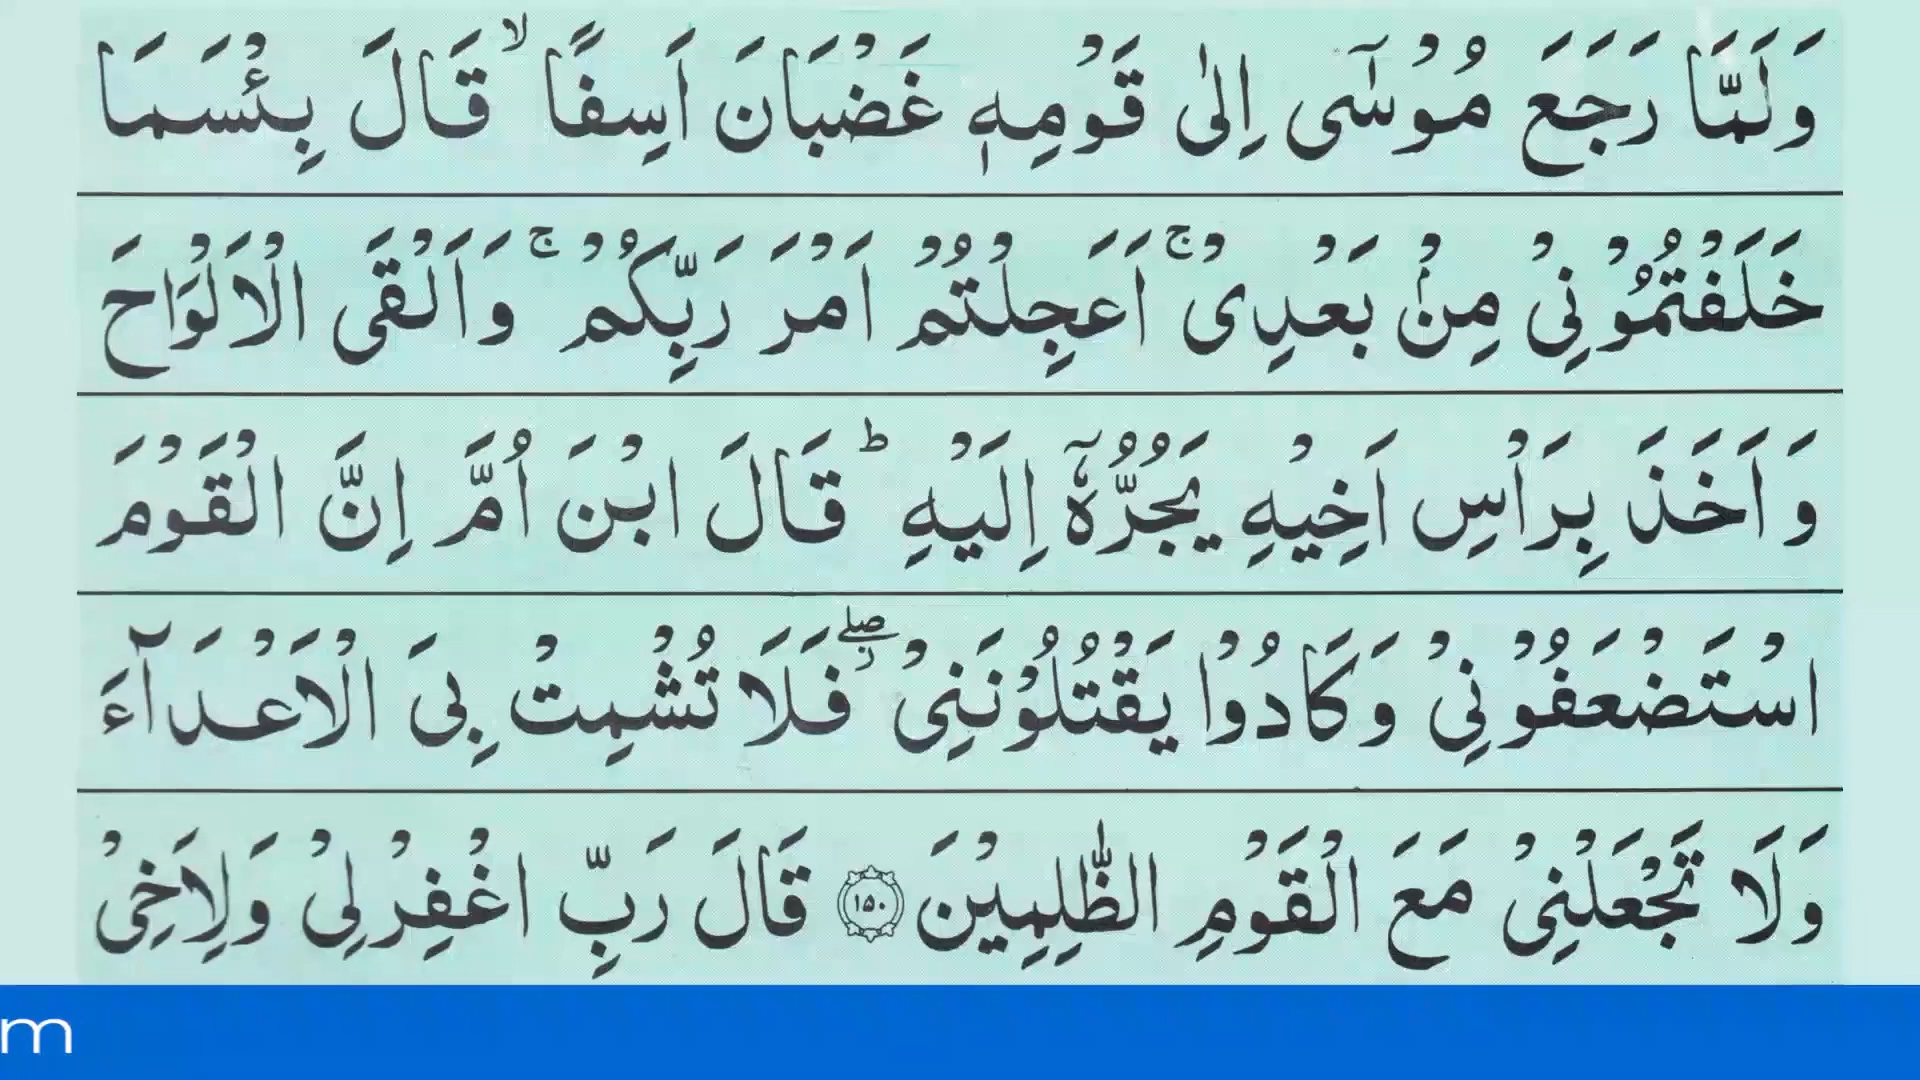 وَلَمَّا رَجَعَ مُوْسٰٓى اِلٰى قَوْمِهٖ غَضْبَانَ اَسِفًا ۙ قَالَ بِئْسَمَا
خَلَفْتُمُوْنِىْ مِنْۢ بَعْدِىْ ۚ اَعَجِلْتُمْ اَمْرَ رَبِّكُمْ ۚ وَاَلْقَى الْاَلْوَاحَ
وَاَخَذَ بِرَاْسِ اَخِيْهِ يَجُرُّهٗٓ اِلَيْهِ ؕ قَالَ ابْنَ اُمَّ اِنَّ الْقَوْمَ
اسْتَضْعَفُوْنِىْ وَكَادُوْا يَقْتُلُوْنَنِىْ ۖ فَلَا تُشْمِتْ بِىَ الْاَعْدَآءَ
وَلَا تَجْعَلْنِىْ مَعَ الْقَوْمِ الظّٰلِمِيْنَ ۝۱۵۰ قَالَ رَبِّ اغْفِرْ لِىْ وَلِاَخِىْ
m